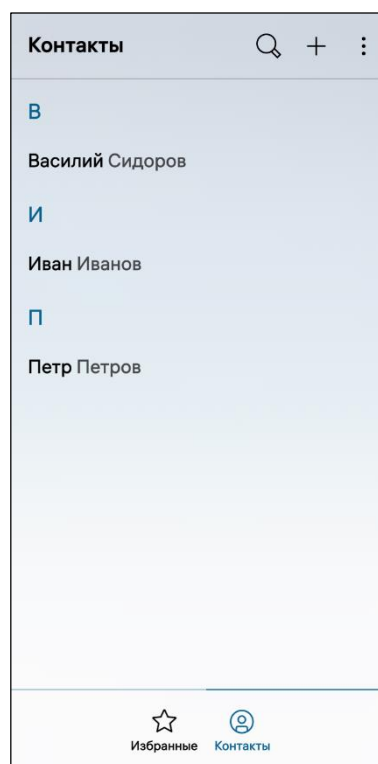 Контакты
В
Василий Сидоров
И
Иван Иванов
П
Петр Петров
Избранные Контакты